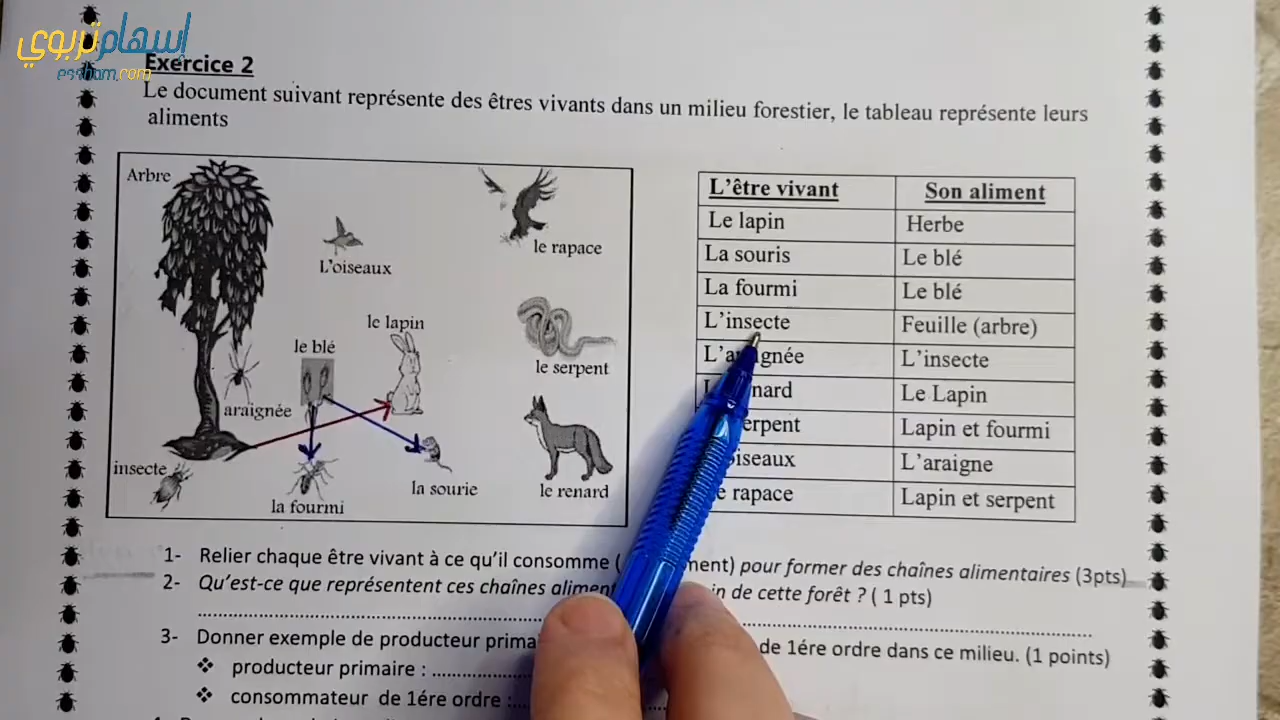 إسهام تربوي
essham.com
Exercice 2
Le document suivant représente des êtres vivants dans un milieu forestier, le tableau représente leurs
aliments
Arbre
L'oiseaux
le rapace
le lapin
le blé
le serpent
araignée
insecte
la fourmi
la sourie
le renard
L'être vivant Son aliment
Le lapin Herbe
La souris Le blé
La fourmi Le blé
L'insecte Feuille (arbre)
L'araignée L'insecte
Le Lapin
Lapin et fourmi
L'araigne
rapace Lapin et serpent
1- Relier chaque être vivant à ce qu'il consomme ( pour former des chaînes alimentaires (3pts)
2- Qu'est-ce que représentent ces chaînes de cette forêt ? ( 1 pts)
3- Donner exemple de producteur de 1ére ordre dans ce milieu. (1 points)
❖ producteur primaire :
❖ consommateur de 1ére ordre :